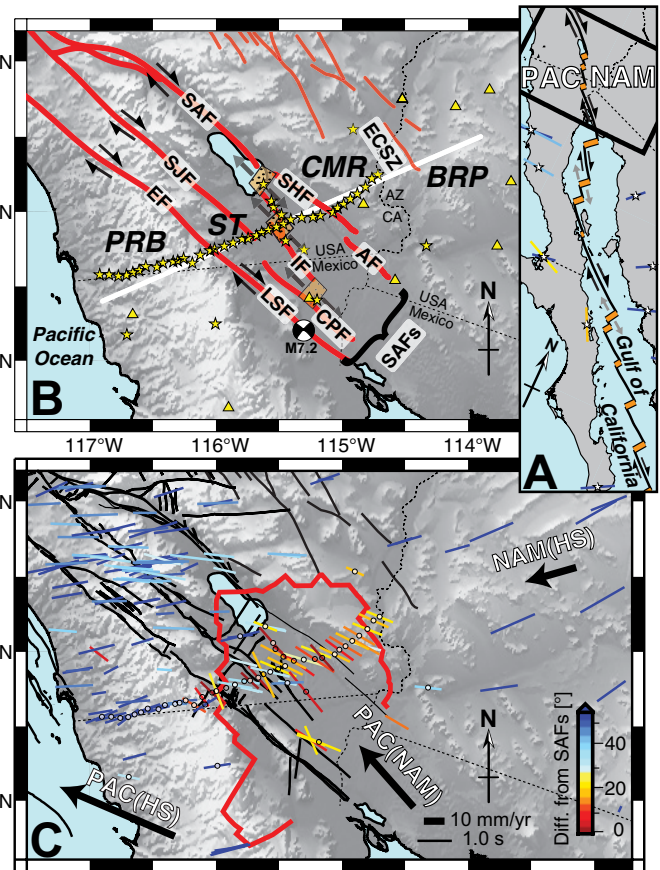 N
N
N
SAF
SJF
EF
PRB
ST
CMR
BRP
ECSZ
SHF
AZ
CA
USA
Mexico
IF
AF
LSF
CPF
SAFs
USA
Mexico
M7.2
Pacific
Ocean
N
B
117°W
116°W
115°W
114°W
PAC
NAM
N
Gulf of
California
A
N
N
N
NAM(HS)
PAC(NAM)
PAC(HS)
N
10 mm/yr
1.0 s
Diff. from SAFs [°]
40
20
0
C